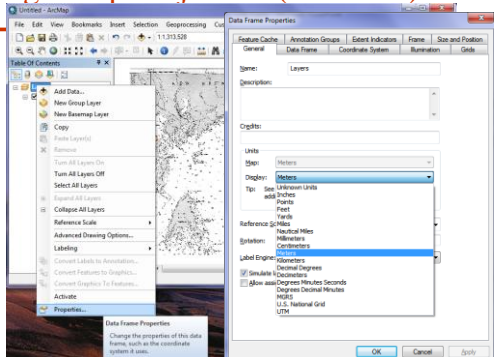 Untitled - ArcMap
File Edit View Bookmarks Insert Selection Geoprocessing Cus
1:1,313,528
Table Of Contents
Add Data...
New Group Layer
New Basemap Layer
Copy
Paste Layer(s)
Remove
Turn All Layers On
Turn All Layers Off
Select All Layers
Expand All Layers
Collapse All Layers
Reference Scale
Advanced Drawing Options...
Labeling
Convert Labels to Annotation...
Convert Features to Graphics...
Convert Graphics To Features...
Activate
Properties...
Data Frame Properties
Change the properties of this data
frame, such as the coordinate
system it uses.
Data Frame Properties
Feature Cache Annotation Groups Extent Indicators Frame Size and Position
General Data Frame Coordinate System Illumination Grids
Name: Layers
Description:
Credits:
Units
Map: Meters
Display: Meters
Tip: See
addi
Reference Sc
Rotation:
Label Engine
Simulate l
Allow assi
Unknown Units
Inches
Points
Feet
Yards
Miles
Nautical Miles
Millimeters
Centimeters
Meters
Kilometers
Decimal Degrees
Decimeters
Degrees Minutes Seconds
Degrees Decimal Minutes
MGRS
U.S. National Grid
UTM
OK Cancel Apply